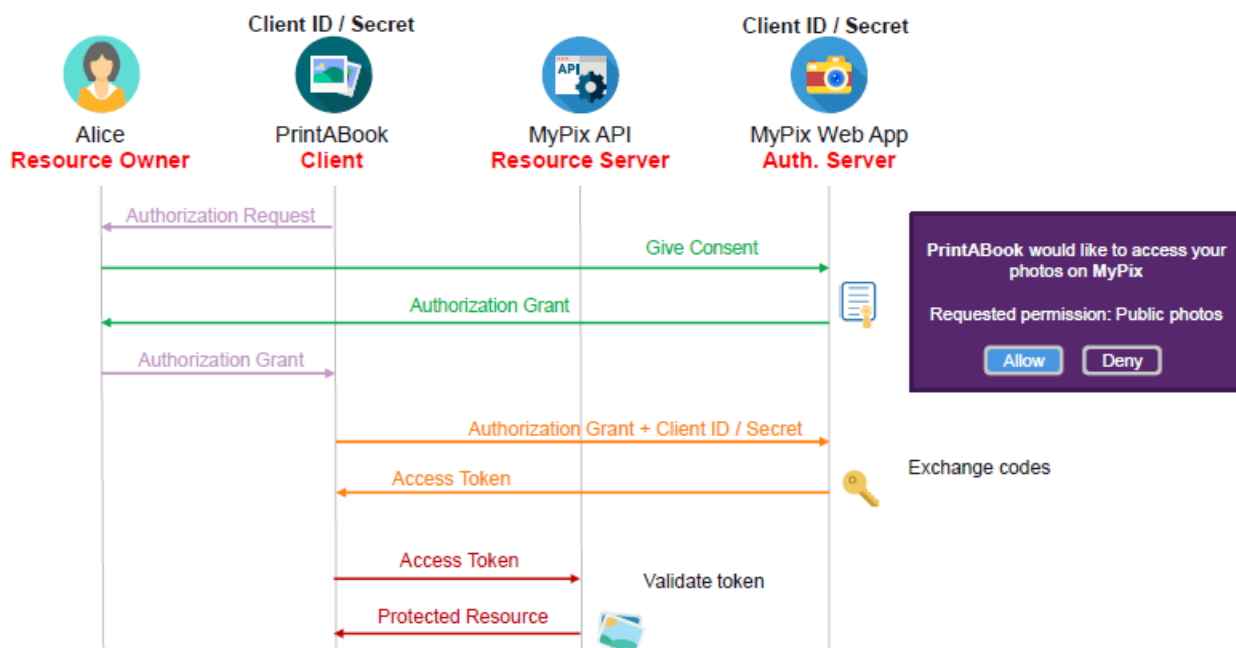 Client ID / Secret
Client ID / Secret
API
Alice
PrintABook
MyPix API
MyPix Web App
Resource Owner
Client
Resource Server
Auth. Server
Authorization Request
Give Consent
PrintABook would like to access your
photos on MyPix
Authorization Grant
Requested permission: Public photos
Authorization Grant
Allow
Deny
Authorization Grant + Client ID / Secret
Access Token
Exchange codes
Access Token
Validate token
Protected Resource